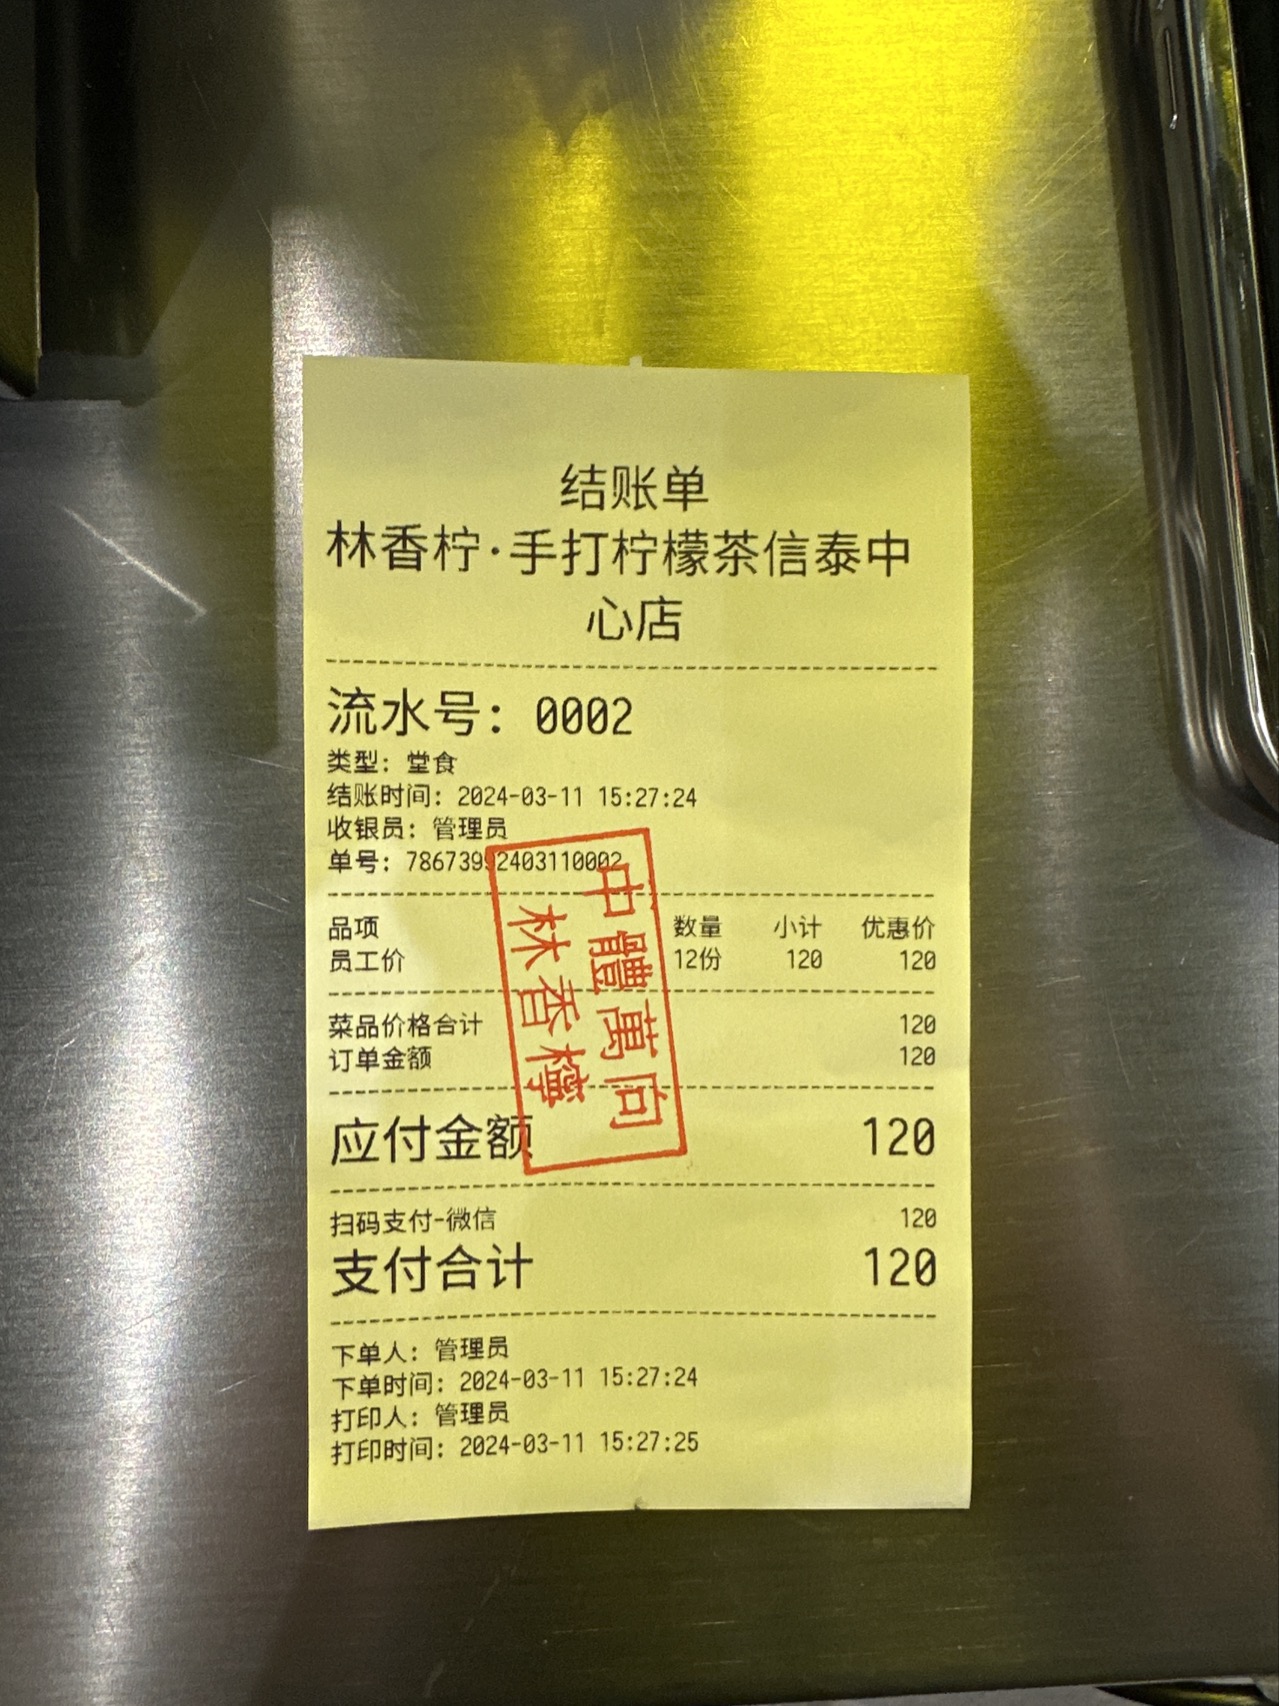 结账单
林香柠·手打柠檬茶信泰中
心店
流水号：0002
类型：堂食
结账时间：2024-03-11 15:27:24
收银员：管理员
单号：78673992403110002
品项 数量 小计 优惠价
员工价 12份 120 120
菜品价格合计 120
订单金额 120
应付金额 120
扫码支付-微信 120
支付合计 120
下单人：管理员
下单时间：2024-03-11 15:27:24
打印人：管理员
打印时间：2024-03-11 15:27:25
中體萬向
林香檸